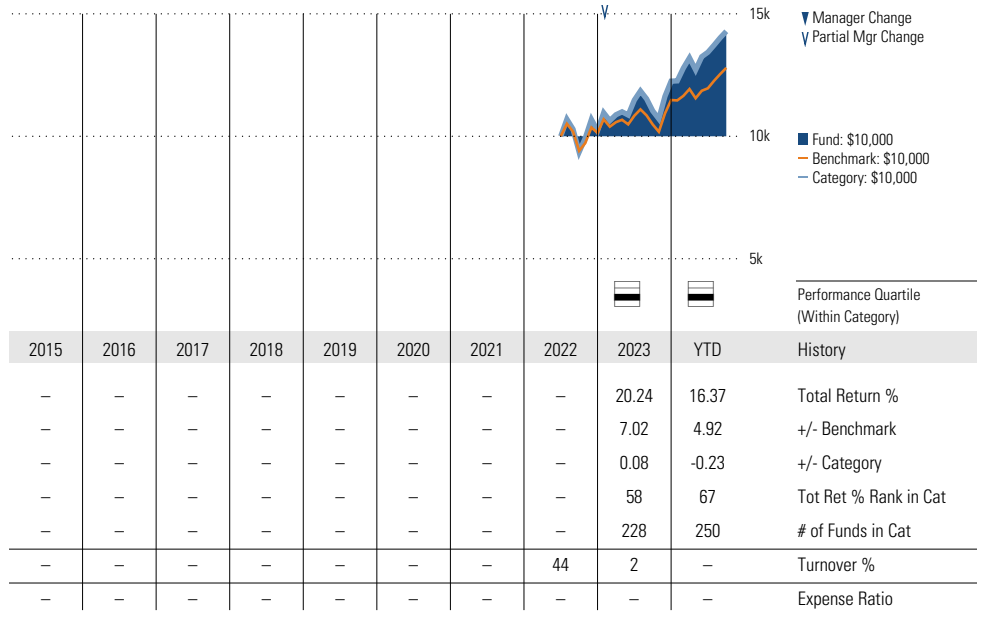 15k
Manager Change
Partial Mgr Change
10k
Fund: $10,000
Benchmark: $10,000
Category: $10,000
5k
Performance Quartile
(Within Category)
2015 2016 2017 2018 2019 2020 2021 2022 2023 YTD History
– – – – – – – – 20.24 16.37 Total Return %
– – – – – – – – 7.02 4.92 +/- Benchmark
– – – – – – – – 0.08 -0.23 +/- Category
– – – – – – – – 58 67 Tot Ret % Rank in Cat
– – – – – – – – 228 250 # of Funds in Cat
– – – – – – – 44 2 – Turnover %
– – – – – – – – – – Expense Ratio